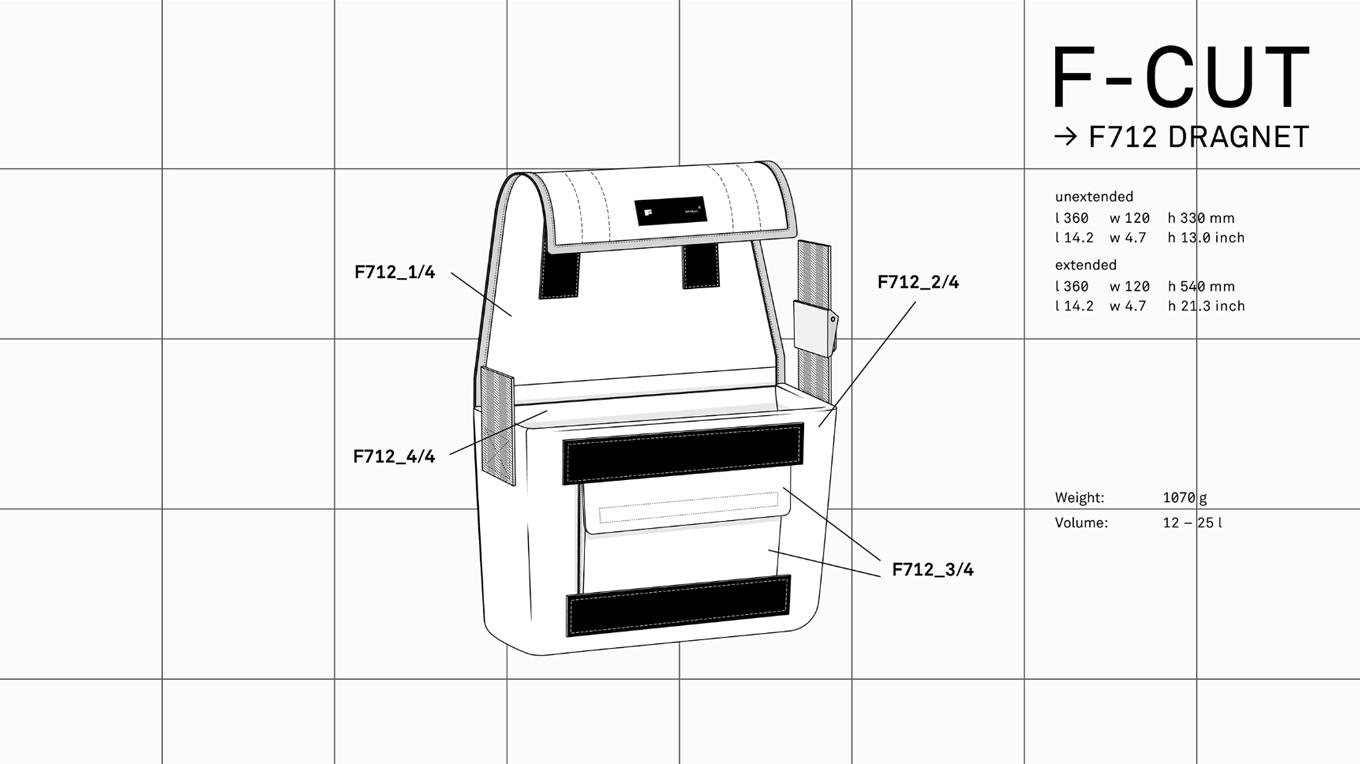 F-CUT
→ F712 DRAGNET
unextended
l 360 w 120 h 330 mm
l 14.2 w 4.7 h 13.0 inch
extended
l 360 w 120 h 540 mm
l 14.2 w 4.7 h 21.3 inch
F712_1/4
F712_2/4
F712_4/4
Weight: 1070 g
Volume: 12 – 25 l
F712_3/4